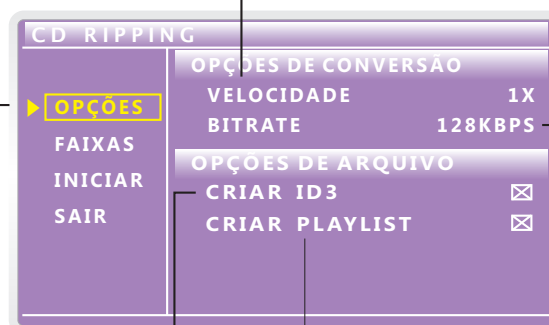 CD RIPPING
OPÇÕES
FAIXAS
INICIAR
SAIR
OPÇÕES DE CONVERSÃO
VELOCIDADE 1X
BITRATE 128KBPS
OPÇÕES DE ARQUIVO
CRIAR ID3
CRIAR PLAYLIST